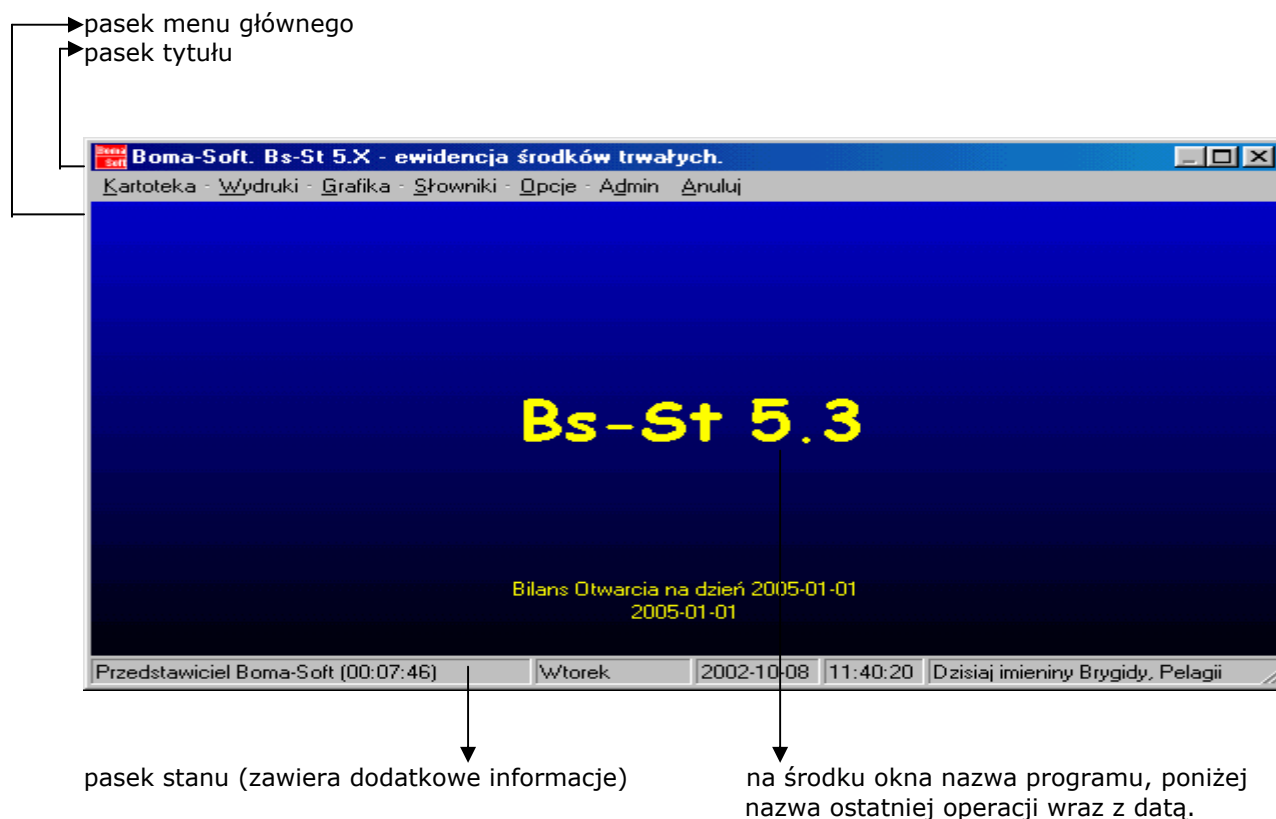 pasek menu głównego
pasek tytułu
Boma Soft Boma-Soft. Bs-St 5.X - ewidencja środków trwałych.
Kartoteka - Wydruki - Grafika - Słowniki - Opcje - Admin Anuluj
Bs-St 5.3
Bilans Otwarcia na dzień 2005-01-01
2005-01-01
Przedstawiciel Boma-Soft (00:07:46) Wtorek 2002-10-08 11:40:20 Dzisiaj imieniny Brygidy, Pelagii
pasek stanu (zawiera dodatkowe informacje)
na środku okna nazwa programu, poniżej
nazwa ostatniej operacji wraz z datą.